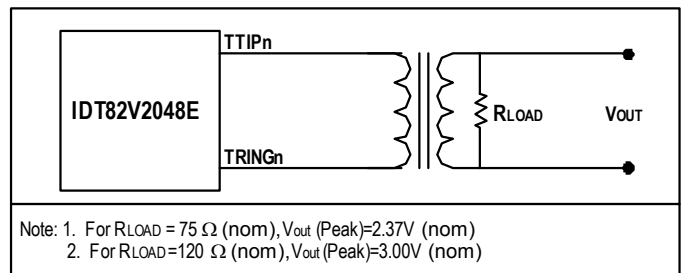 TTIPn
IDT82V2048E
RLOAD
VOUT
TRINGn
Note: 1. For RLOAD = 75 Ω (nom), Vout (Peak)=2.37V (nom)
2. For RLOAD=120 Ω (nom), Vout (Peak)=3.00V (nom)